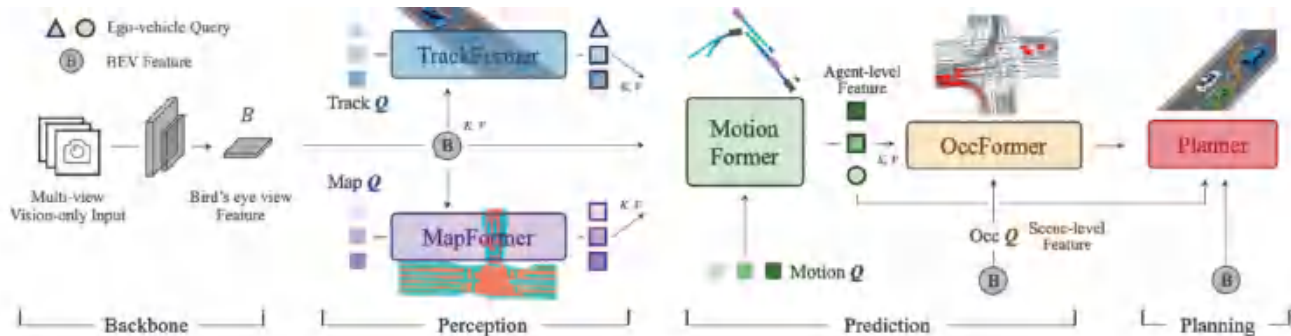 Ego-vehicle Query
B
BEV Feature
B
Multi-view
Vision-only Input
Bird's eye view
Feature
Backbone
TrackFormer
Track Q
K, V
K, V
B
Map Q
K, V
MapFormer
Perception
Motion
Former
Motion Q
Agent-level
Feature
K, V
OccFormer
Occ Q
Scene-level
Feature
B
Prediction
Planner
B
Planning